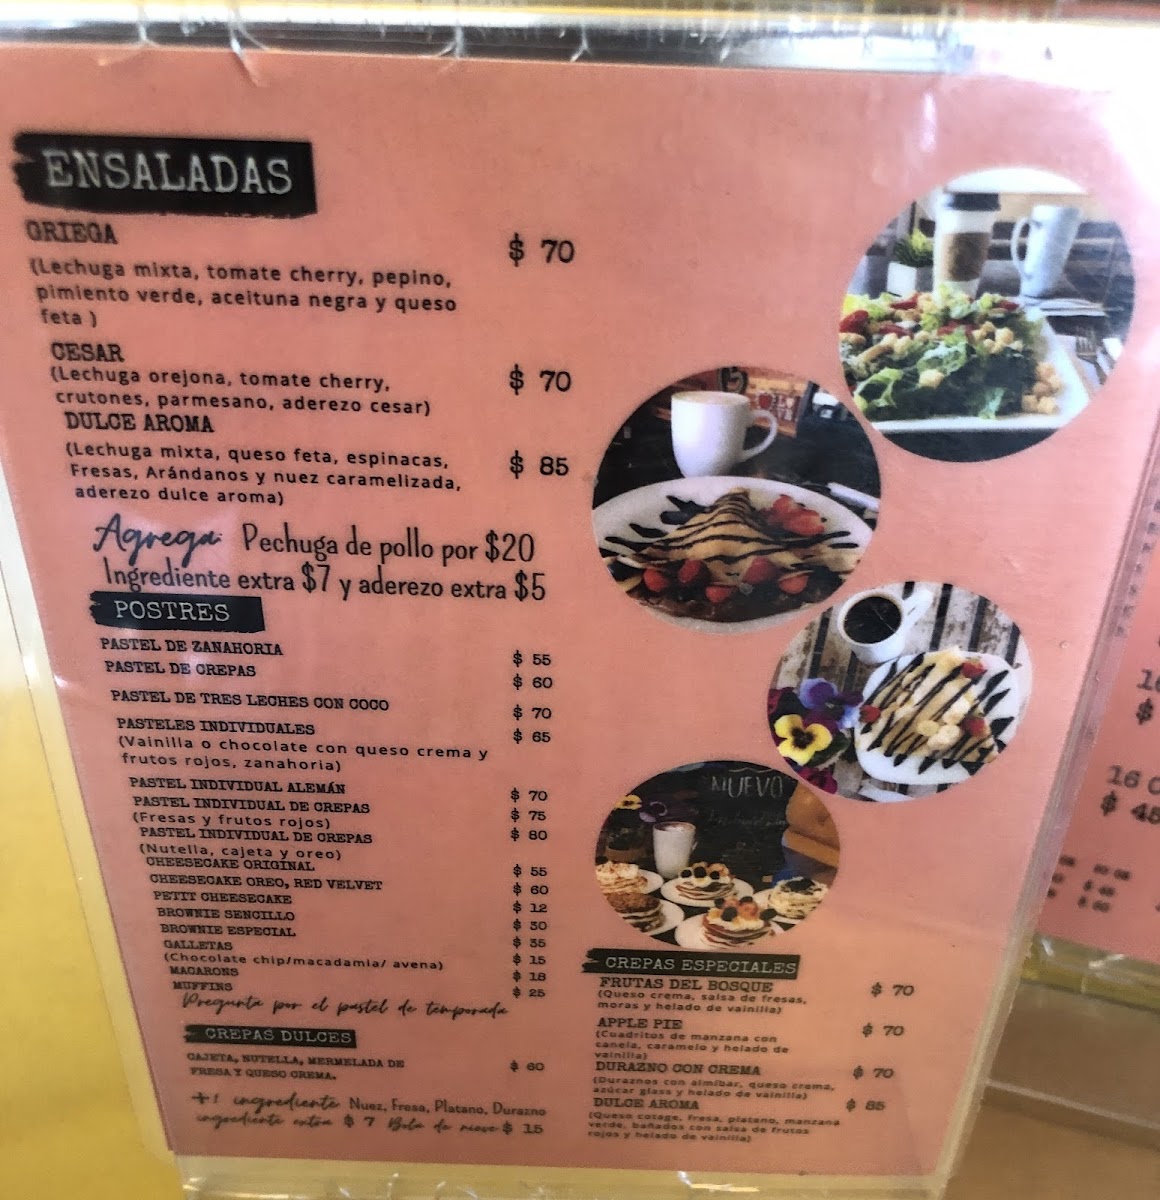 ENSALADAS
GRIEGA
$ 70
(Lechuga mixta, tomate cherry, pepino,
pimiento verde, aceituna negra y queso
feta )
CESAR
(Lechuga orejona, tomate cherry,
$ 70
crutones, parmesano, aderezo cesar)
DULCE AROMA
(Lechuga mixta, queso feta, espinacas,
$ 85
Fresas, Arándanos y nuez caramelizada,
aderezo dulce aroma)
Agrega: Pechuga de pollo por $20
Ingrediente extra $7 y aderezo extra $5
POSTRES
PASTEL DE ZANAHORIA $ 55
PASTEL DE CREPAS $ 60
PASTEL DE TRES LECHES CON COCO $ 70
PASTELES INDIVIDUALES $ 65
(Vainilla o chocolate con queso crema y
frutos rojos, zanahoria)
PASTEL INDIVIDUAL ALEMÁN $ 70
PASTEL INDIVIDUAL DE CREPAS $ 75
(Fresas y frutos rojos)
PASTEL INDIVIDUAL DE CREPAS $ 80
(Nutella, cajeta y oreo)
CHEESECAKE ORIGINAL $ 55
CHEESECAKE OREO, RED VELVET $ 60
PETIT CHEESECAKE $ 12
BROWNIE SENCILLO $ 30
BROWNIE ESPECIAL $ 35
GALLETAS $ 15
(Chocolate chip/macadamia/ avena)
MACARONS $ 18
MUFFINS $ 25
Pregunta por el pastel de temporada
CREPAS DULCES
CAJETA, NUTELLA, MERMELADA DE
$ 60
FRESA Y QUESO CREMA.
+1 ingrediente Nuez, Fresa, Platano, Durazno
ingrediente extra $ 7 Bola de nieve $ 15
NUEVO
CREPAS ESPECIALES
FRUTAS DEL BOSQUE $ 70
(Queso crema, salsa de fresas,
moras y helado de vainilla)
APPLE PIE $ 70
(Cuadritos de manzana con
canela, caramelo y helado de
vainilla)
DURAZNO CON CREMA $ 70
(Duraznos con almibar, queso crema,
azúcar glass y helado de vainilla)
DULCE AROMA $ 85
(Queso cotage, fresa, platano, manzana
verde, bañados con salsa de frutos
rojos y helado de vainilla)
$
16
$ 45